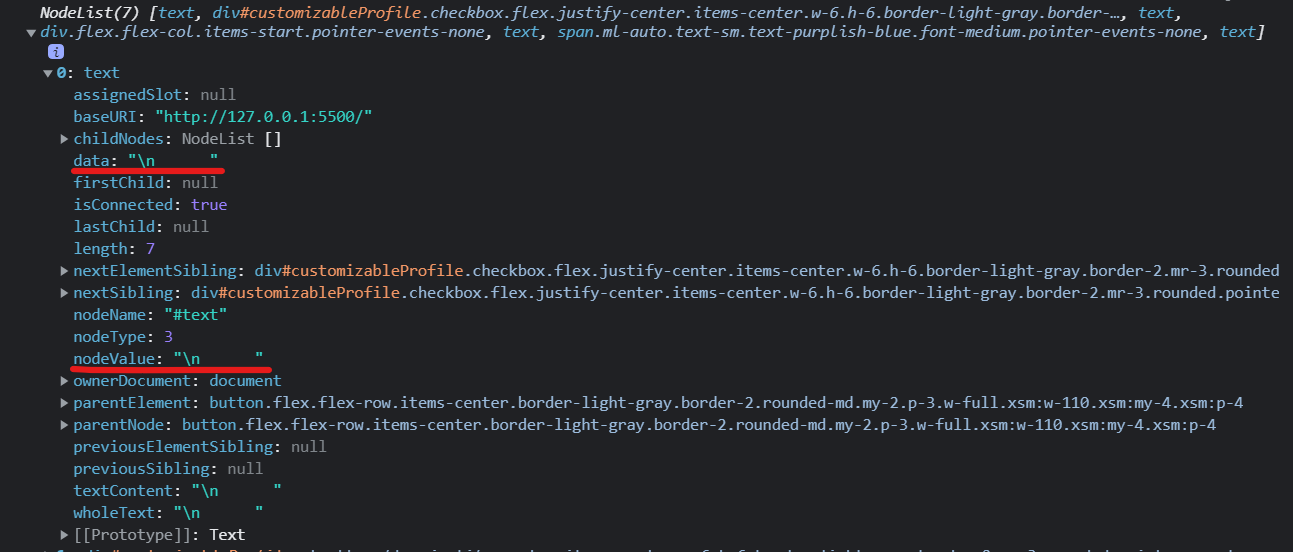 NodeList(7) [text, div#customizableProfile.checkbox.flex.justify-center.items-center.w-6.h-6.border-light-gray.border-…, text,
▼div.flex.flex-col.items-start.pointer-events-none, text, span.ml-auto.text-sm.text-purplish-blue.font-medium.pointer-events-none, text]
i
▼0: text
assignedSlot: null
baseURI: "http://127.0.0.1:5500/"
▶childNodes: NodeList []
data: "\n      "
firstChild: null
isConnected: true
lastChild: null
length: 7
▶nextElementSibling: div#customizableProfile.checkbox.flex.justify-center.items-center.w-6.h-6.border-light-gray.border-2.mr-3.rounded
▶nextSibling: div#customizableProfile.checkbox.flex.justify-center.items-center.w-6.h-6.border-light-gray.border-2.mr-3.rounded.pointe
nodeName: "#text"
nodeType: 3
nodeValue: "\n      "
▶ownerDocument: document
▶parentElement: button.flex.flex-row.items-center.border-light-gray.border-2.rounded-md.my-2.p-3.w-full.xsm:w-110.xsm:my-4.xsm:p-4
▶parentNode: button.flex.flex-row.items-center.border-light-gray.border-2.rounded-md.my-2.p-3.w-full.xsm:w-110.xsm:my-4.xsm:p-4
previousElementSibling: null
previousSibling: null
textContent: "\n      "
wholeText: "\n      "
▶[[Prototype]]: Text